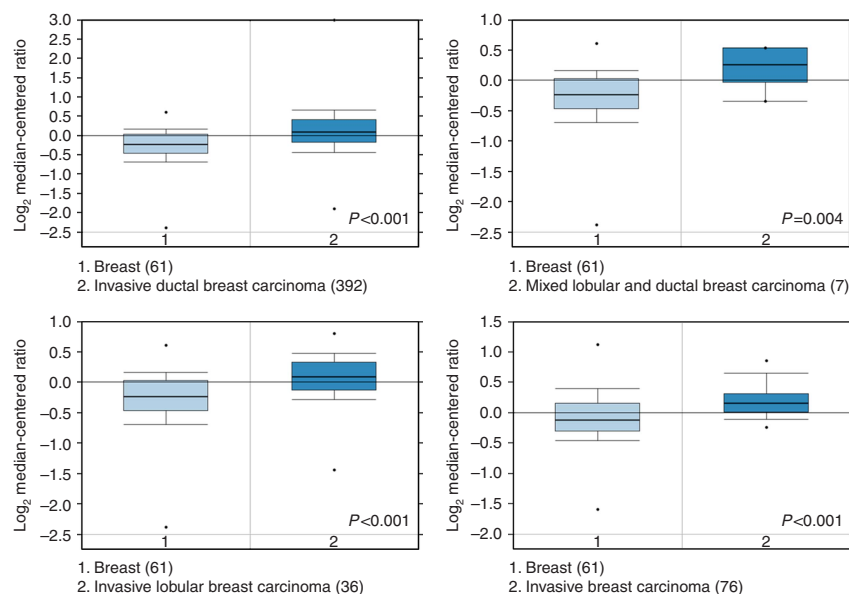 3.0
2.5
2.0
1.5
1.0
0.5
0.0
−0.5
−1.0
−1.5
−2.0
−2.5
Log2 median-centered ratio
P<0.001
1 2
1. Breast (61)
2. Invasive ductal breast carcinoma (392)
1.0
0.5
0.0
−0.5
−1.0
−1.5
−2.0
−2.5
Log2 median-centered ratio
P=0.004
1 2
1. Breast (61)
2. Mixed lobular and ductal breast carcinoma (7)
1.0
0.5
0.0
−0.5
−1.0
−1.5
−2.0
−2.5
Log2 median-centered ratio
P<0.001
1 2
1. Breast (61)
2. Invasive lobular breast carcinoma (36)
1.5
1.0
0.5
0.0
−0.5
−1.0
−1.5
−2.0
Log2 median-centered ratio
P<0.001
1 2
1. Breast (61)
2. Invasive breast carcinoma (76)